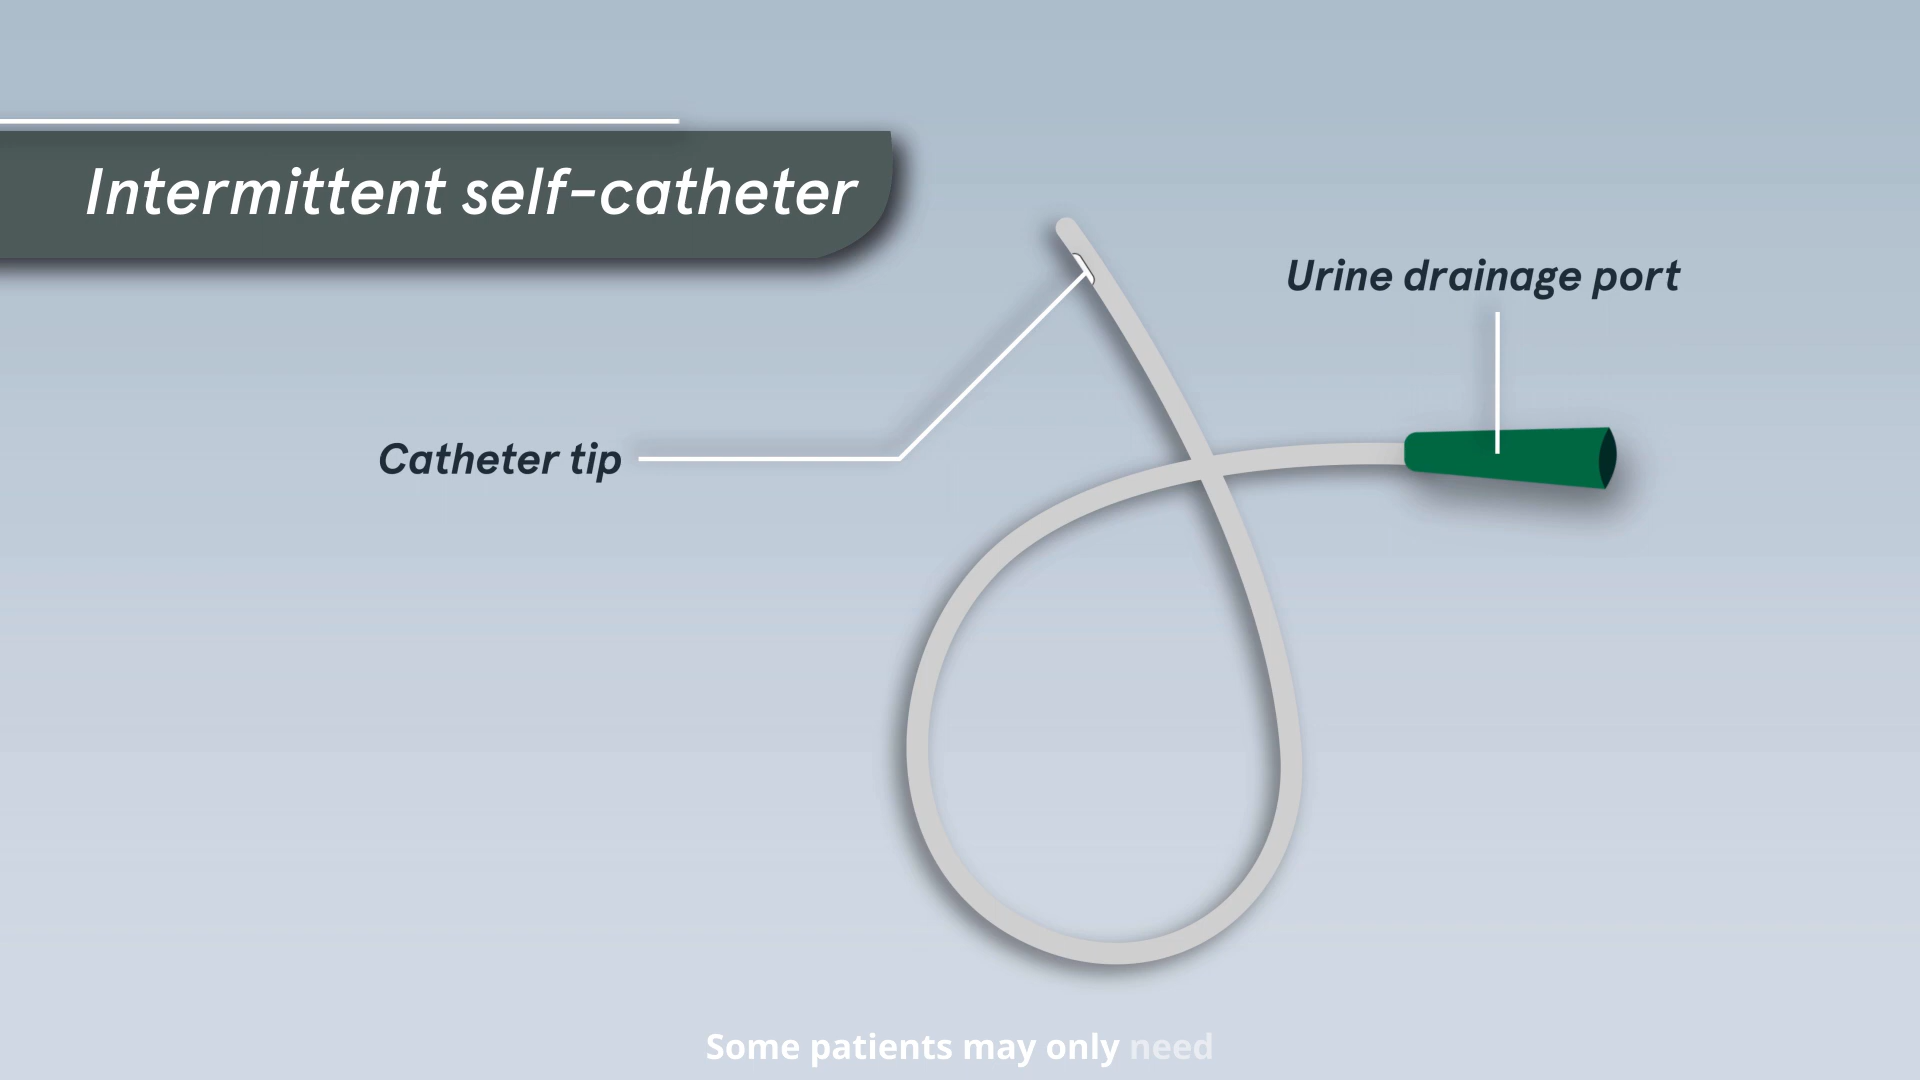 Intermittent self-catheter
Urine drainage port
Catheter tip
Some patients may only need